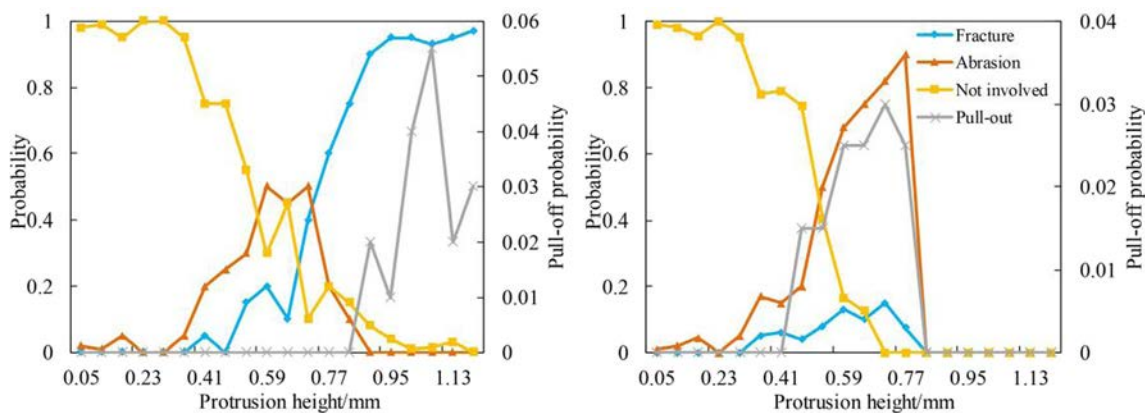 1
0.8
0.6
0.4
0.2
0
Probability
0.06
0.05
0.04
0.03
0.02
0.01
0
Pull-off probability
0.05 0.23 0.41 0.59 0.77 0.95 1.13
Protrusion height/mm
1
0.8
0.6
0.4
0.2
0
Probability
Fracture
Abrasion
Not involved
Pull-out
0.04
0.03
0.02
0.01
0
Pull-off probability
0.05 0.23 0.41 0.59 0.77 0.95 1.13
Protrusion height/mm